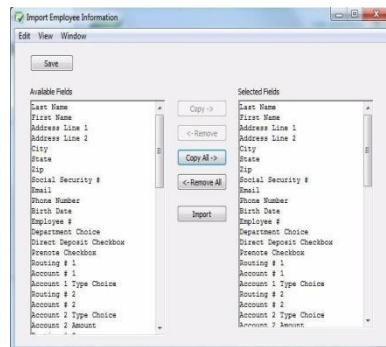 Import Employee Information
Edit View Window
Save
Available Fields
Last Name
First Name
Address Line 1
Address Line 2
City
State
Zip
Social Security #
Email
Phone Number
Birth Date
Employee #
Department Choice
Direct Deposit Checkbox
Prenote Checkbox
Routing # 1
Account # 1
Account 1 Type Choice
Routing # 2
Account # 2
Account 2 Type Choice
Account 2 Amount
Copy ->
<- Remove
Copy All ->
<- Remove All
Import
Selected Fields
Last Name
First Name
Address Line 1
Address Line 2
City
State
Zip
Social Security #
Email
Phone Number
Birth Date
Employee #
Department Choice
Direct Deposit Checkbox
Prenote Checkbox
Routing # 1
Account # 1
Account 1 Type Choice
Routing # 2
Account # 2
Account 2 Type Choice
Account 2 Amount